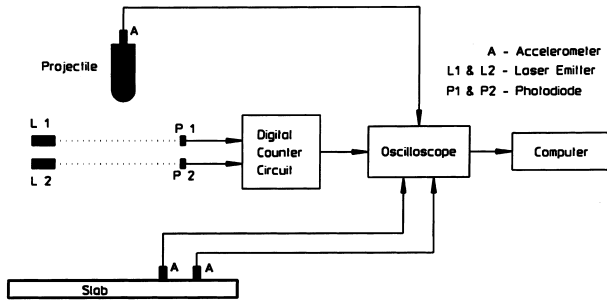 A
Projectile
A - Accelerometer
L1 & L2 - Laser Emitter
P1 & P2 - Photodiode
L 1
P 1
L 2
P 2
Digital
Counter
Circuit
Oscilloscope
Computer
A
A
Slab